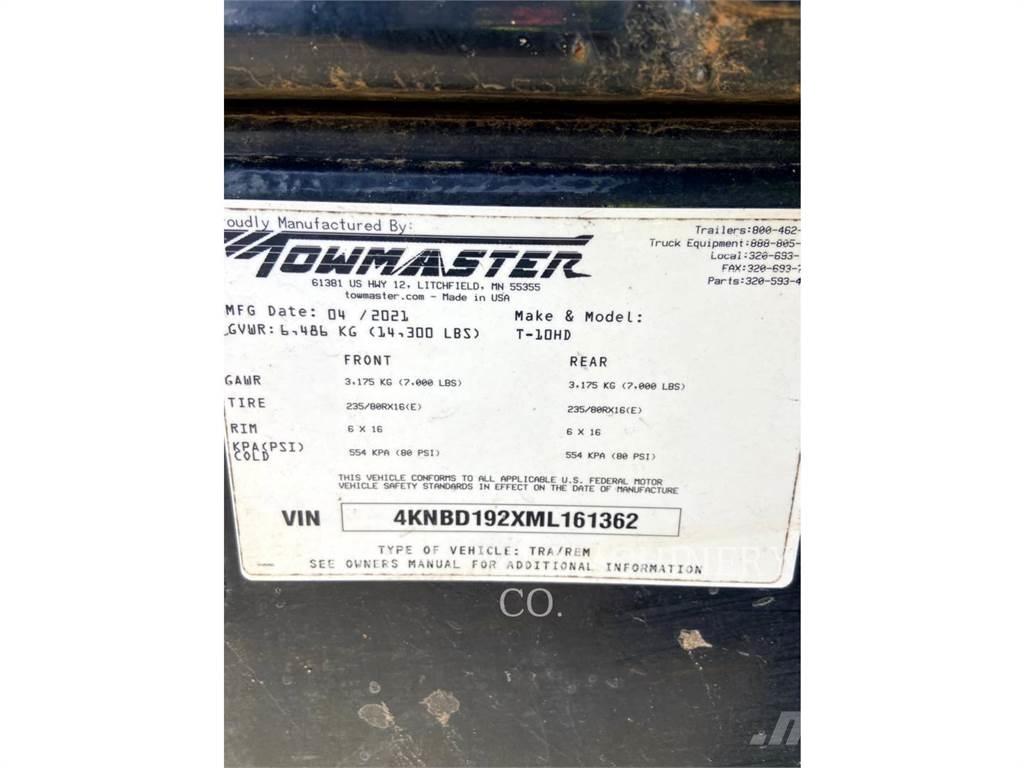 roudly Manufactured By:
TOWMASTER
61381 US HWY 12, LITCHFIELD, MN 55355
towmaster.com - Made in USA
Trailers:800-462-
Truck Equipment:888-805-
Local:320-693-
FAX:320-693-7
Parts:320-593-4
MFG Date: 04 /2021
Make & Model:
GVWR: 6,486 KG (14,300 LBS)
T-10HD
FRONT
REAR
GAWR 3,175 KG (7,000 LBS) 3,175 KG (7,000 LBS)
TIRE 235/80RX16(E) 235/80RX16(E)
RIM 6 X 16 6 X 16
KPA(PSI)
COLD 554 KPA (80 PSI) 554 KPA (80 PSI)
THIS VEHICLE CONFORMS TO ALL APPLICABLE U.S. FEDERAL MOTOR
VEHICLE SAFETY STANDARDS IN EFFECT ON THE DATE OF MANUFACTURE
VIN 4KNBD192XML161362
TYPE OF VEHICLE: TRA/REM
SEE OWNERS MANUAL FOR ADDITIONAL INFORMATION
CO.